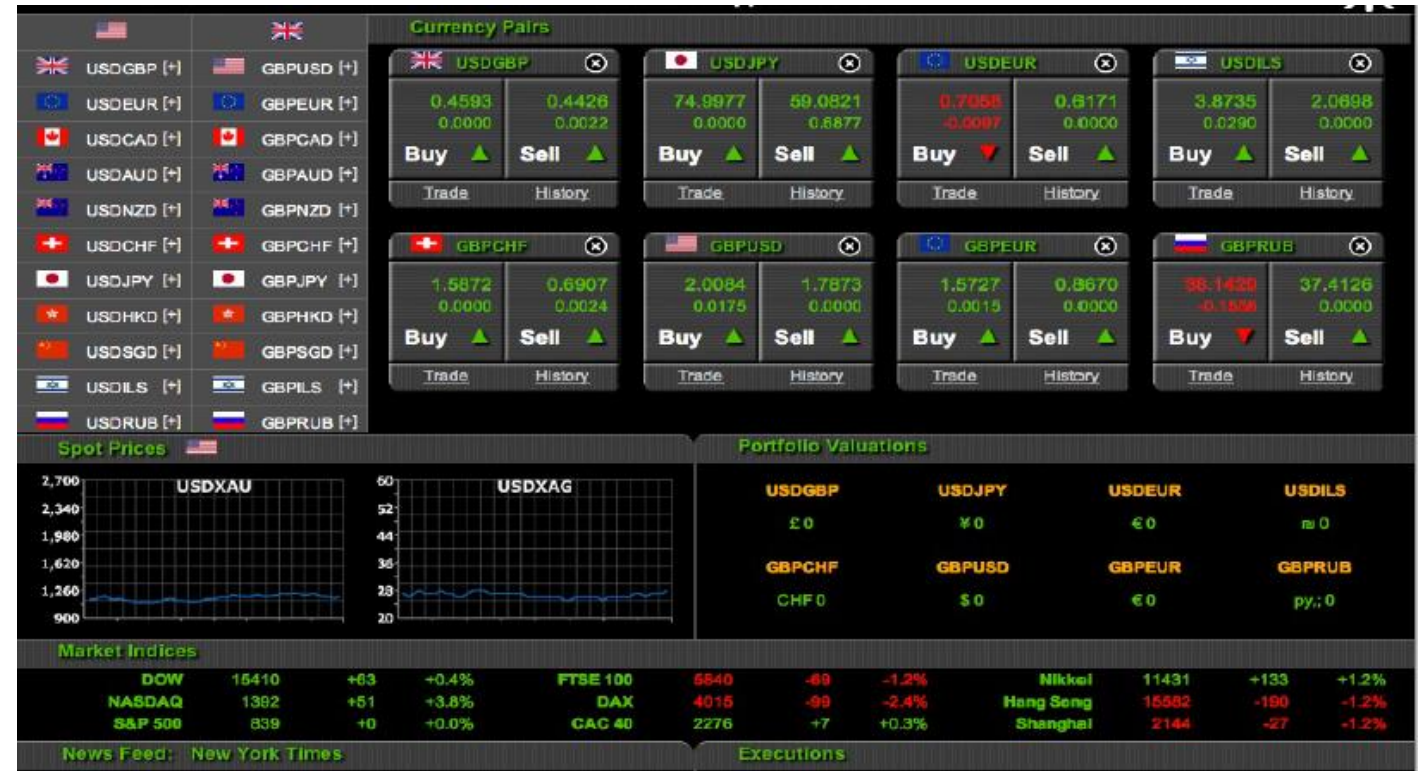 Currency Pairs
USDGBP [+] GBPUSD [+]
USDEUR [+] GBPEUR [+]
USDCAD [+] GBPCAD [+]
USDAUD [+] GBPAUD [+]
USDNZD [+] GBPNZD [+]
USDCHF [+] GBPCHF [+]
USDJPY [+] GBPJPY [+]
USDHKD [+] GBPHKD [+]
USDSGD [+] GBPSGD [+]
USDILS [+] GBPILS [+]
USDRUB [+] GBPRUB [+]
USDGBP USDJPY USDEUR USDILS
0.4593 0.4426 74.9977 59.0821 0.7058 0.6171 3.8735 2.0698
0.0000 0.0022 0.0000 0.6877 -0.0097 0.0000 0.0290 0.0000
Buy Sell Buy Sell Buy Sell Buy Sell
Trade History Trade History Trade History Trade History
GBPCHF GBPUSD GBPEUR GBPRUB
1.5872 0.6907 2.0084 1.7873 1.5727 0.8670 37.4126
0.0000 0.0024 0.0175 0.0000 0.0015 0.0000 0.0000
Buy Sell Buy Sell Buy Sell Buy Sell
Trade History Trade History Trade History Trade History
Spot Prices
USDXAU
2,700
2,340
1,980
1,620
1,260
900
USDXAG
60
52
44
36
28
20
Portfolio Valuations
USDGBP USDJPY USDEUR USDILS
£ 0 ¥ 0 € 0 ₪ 0
GBPCHF GBPUSD GBPEUR GBPRUB
CHF 0 $ 0 € 0 py,; 0
Market Indices
DOW 15410 +63 +0.4% FTSE 100 5840 -69 -1.2% Nikkei 11431 +133 +1.2%
NASDAQ 1392 +51 +3.8% DAX 4015 -99 -2.4% Hang Seng 15582 -190 -1.2%
S&P 500 839 +0 +0.0% CAC 40 2276 +7 +0.3% Shanghai 2144 -27 -1.2%
News Feed: New York Times
Executions